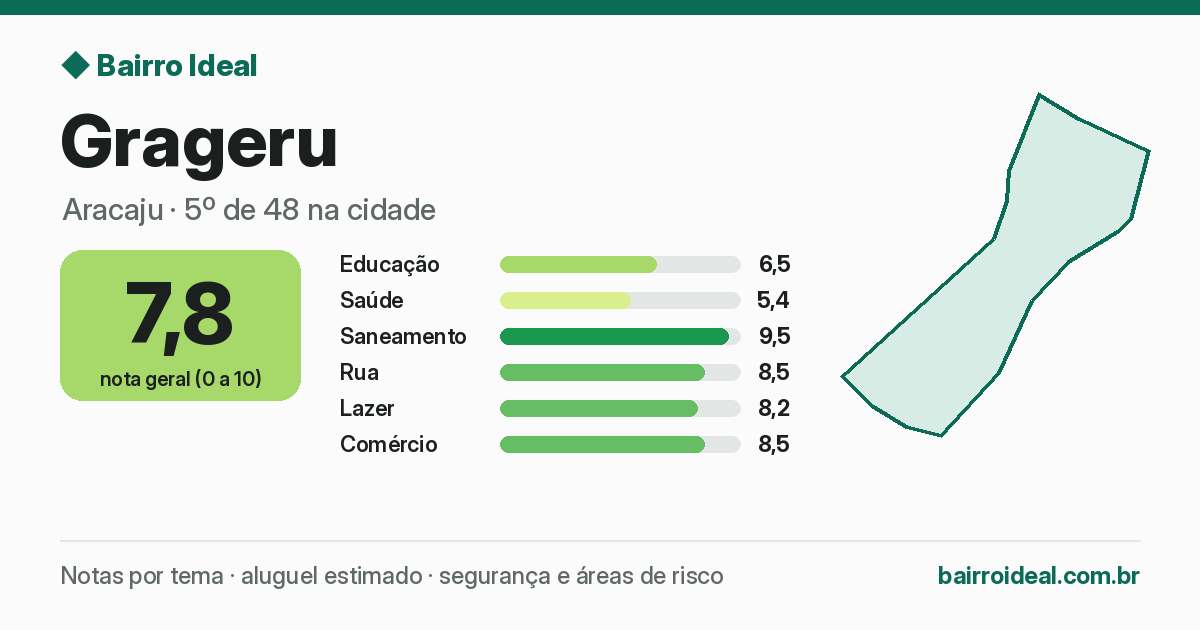 Bairro Ideal
Grageru
Aracaju · 5º de 48 na cidade
7,8
nota geral (0 a 10)
Educação 6,5
Saúde 5,4
Saneamento 9,5
Rua 8,5
Lazer 8,2
Comércio 8,5
Notas por tema · aluguel estimado · segurança e áreas de risco
bairroideal.com.br